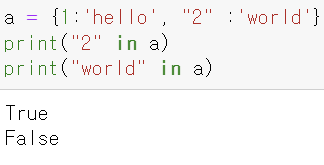 a = {1:'hello', "2" :'world'}
print("2" in a)
print("world" in a)
True
False